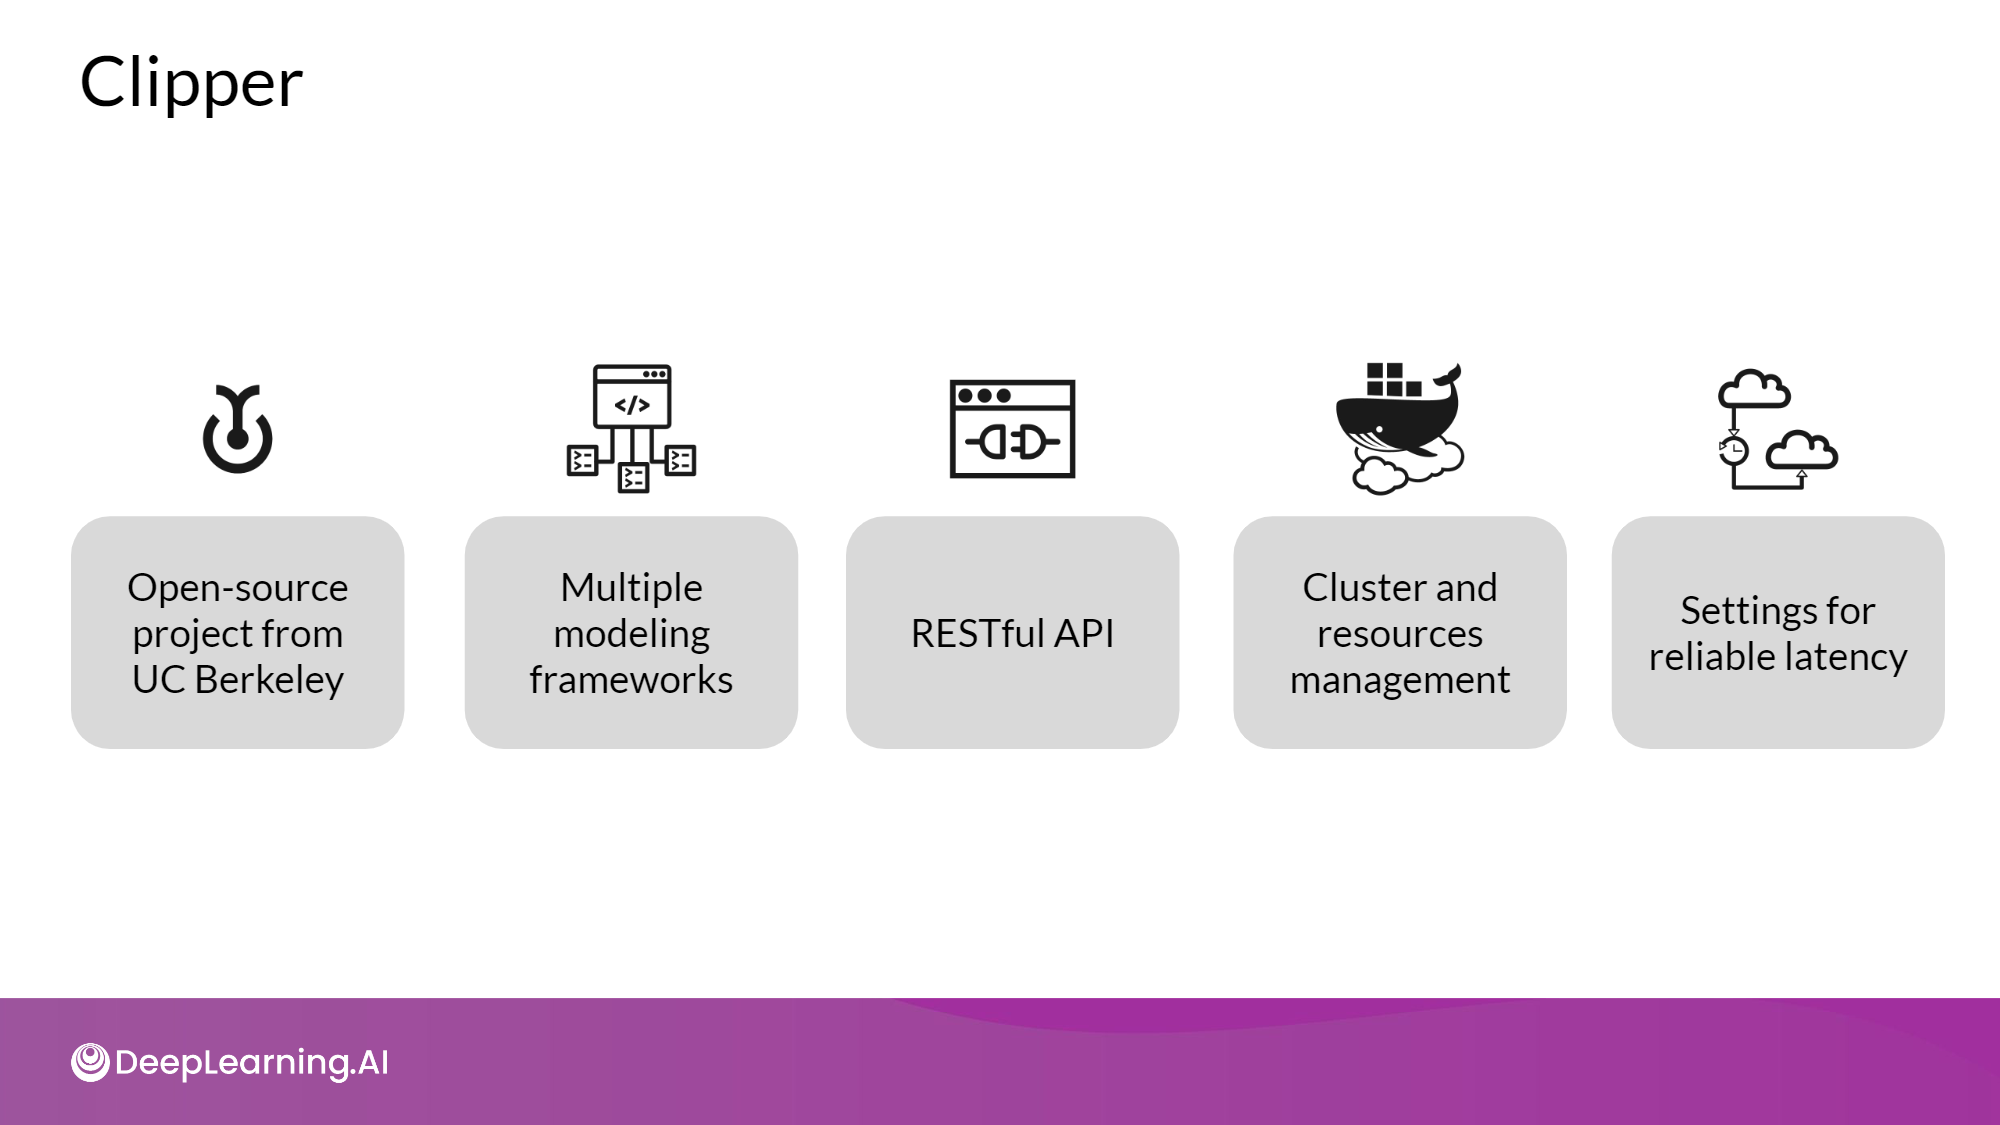 Clipper
</>
Open-source
project from
UC Berkeley
Multiple
modeling
frameworks
RESTful API
Cluster and
resources
management
Settings for
reliable latency
DeepLearning.AI